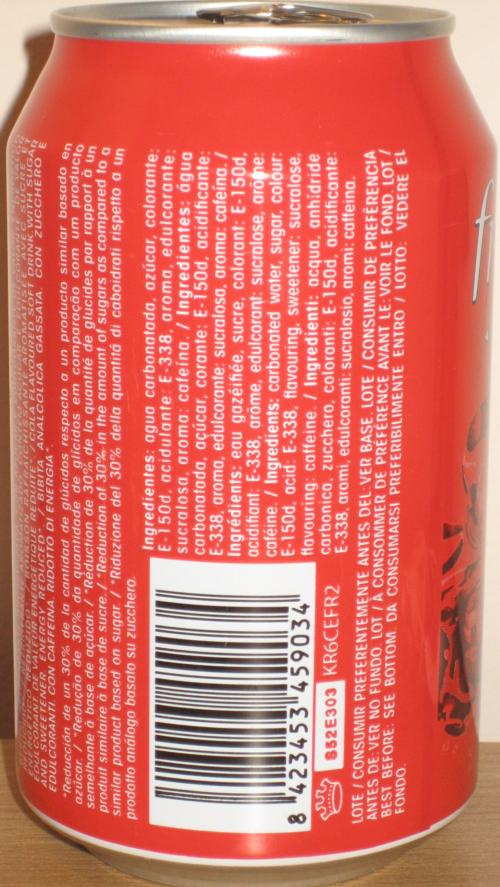 EDULCORANTE CON CAFFEINA RIDOTTO DI ENERGIA".
"Reducción de un 30% de la cantidad de glúcidos respecto a un producto similar basado en
azúcar. / "Redução de 30% da quantidade de glícidos em comparação com um producto
semelhante à base de açúcar. / "Réduction de 30% de la quantité de glucides par rapport à un
produit similaire à base de sucre. / "Reduction of 30% in the amount of sugars as compared to a
similar product based on sugar. / "Riduzione del 30% della quantità di caboidrati rispetto a un
prodotto análogo basato su zucchero.
Ingredientes: agua carbonatada, azúcar, colorante:
E-150d, acidulante: E-338, aroma, edulcorante:
sucralosa, aroma: cafeína. / Ingredientes: água
carbonatada, açúcar, corante: E-150d, acidificante:
E-338, aroma, edulcorante: sucralosa, aroma: cafeína. /
Ingrédients: eau gazéifiée, sucre, colorant: E-150d,
acidifiant: E-338, arôme, edulcorant: sucralose, arôme:
caféine. / Ingredients: carbonated water, sugar, colour:
E-150d, acid: E-338, flavouring, sweetener: sucralose,
flavouring: caffeine. / Ingredienti: acqua, anhídride
carbonica, zucchero, coloranti: E-150d, acidificante:
E-338, aromi, edulcoranti: sucralosio, aromi: caffeina.
8 423453 459034
852E303 KR6CEFR2
LOTE / CONSUMIR PREFERENTEMENTE ANTES DEL:VER BASE. LOTE / CONSUMIR DE PREFERÊNCIA
ANTES DE: VER NO FUNDO. LOT / À CONSOMMER DE PRÉFÉRENCE AVANT LE: VOIR LE FOND. LOT /
BEST BEFORE: SEE BOTTOM. DA CONSUMARSI PREFERIBILIMENTE ENTRO / LOTTO: VEDERE EL
FONDO.